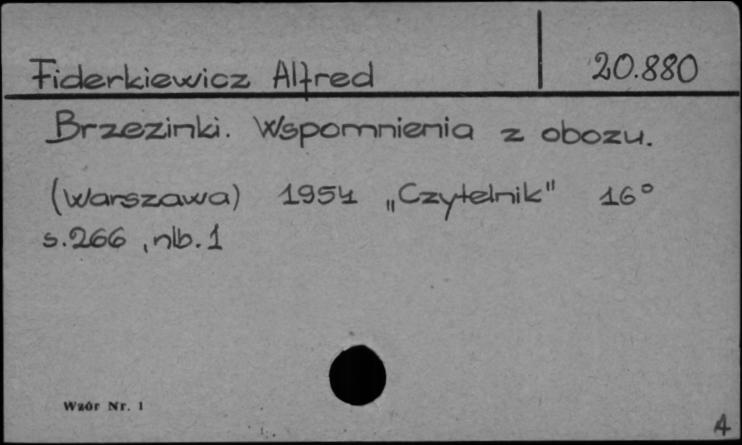 Fiderkiewicz Alfred 20.880
Brzezinki. Wspomnienia z obozu.
(Warszawa) 1954 „Czytelnik" 16°
s.266, nlb. 1
Wzór Nr. 1
4